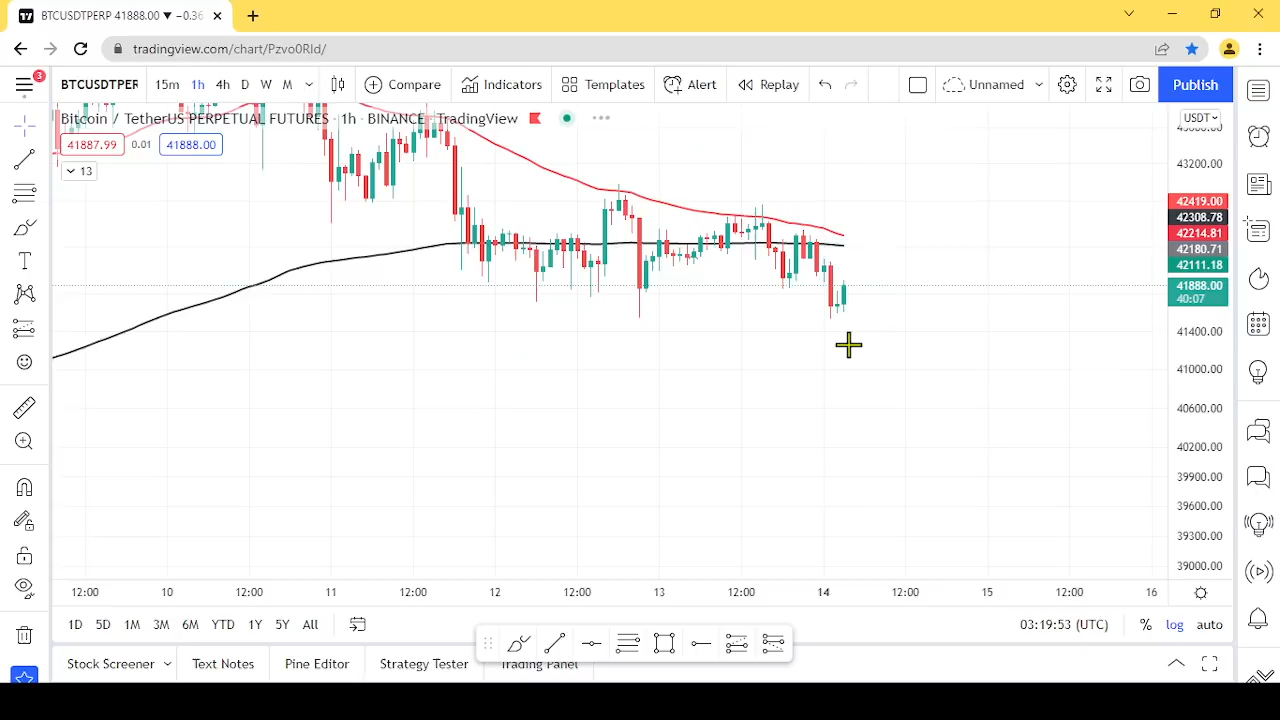 BTCUSDTPERP 41888.00 ▼ −0.36
tradingview.com/chart/Pzvo0Rld/
3
BTCUSDTPER 15m 1h 4h D W M Compare Indicators Templates Alert Replay Unnamed Publish
Bitcoin / TetherUS PERPETUAL FUTURES · 1h · BINANCE TradingView
USDT
41887.99 0.01 41888.00
13
43200.00
42419.00
42308.78
42214.81
42180.71
42111.18
41888.00
40:07
41400.00
41000.00
40600.00
40200.00
39900.00
39600.00
39300.00
39000.00
12:00 10 12:00 11 12:00 12 12:00 13 12:00 14 12:00 15 12:00 16
1D 5D 1M 3M 6M YTD 1Y 5Y All 03:19:53 (UTC) % log auto
Stock Screener Text Notes Pine Editor Strategy Tester Trading Panel